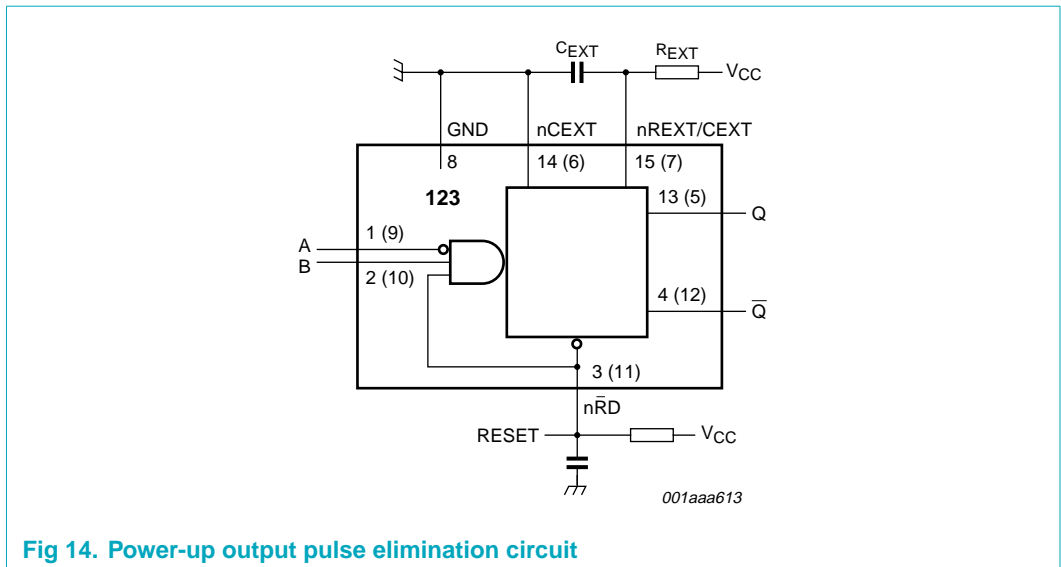 CEXT
REXT
VCC
GND
nCEXT
nREXT/CEXT
8
14 (6)
15 (7)
123
13 (5)
Q
1 (9)
A
B
2 (10)
4 (12)
Q̅
3 (11)
nR̅D
RESET
VCC
001aaa613
Fig 14. Power-up output pulse elimination circuit